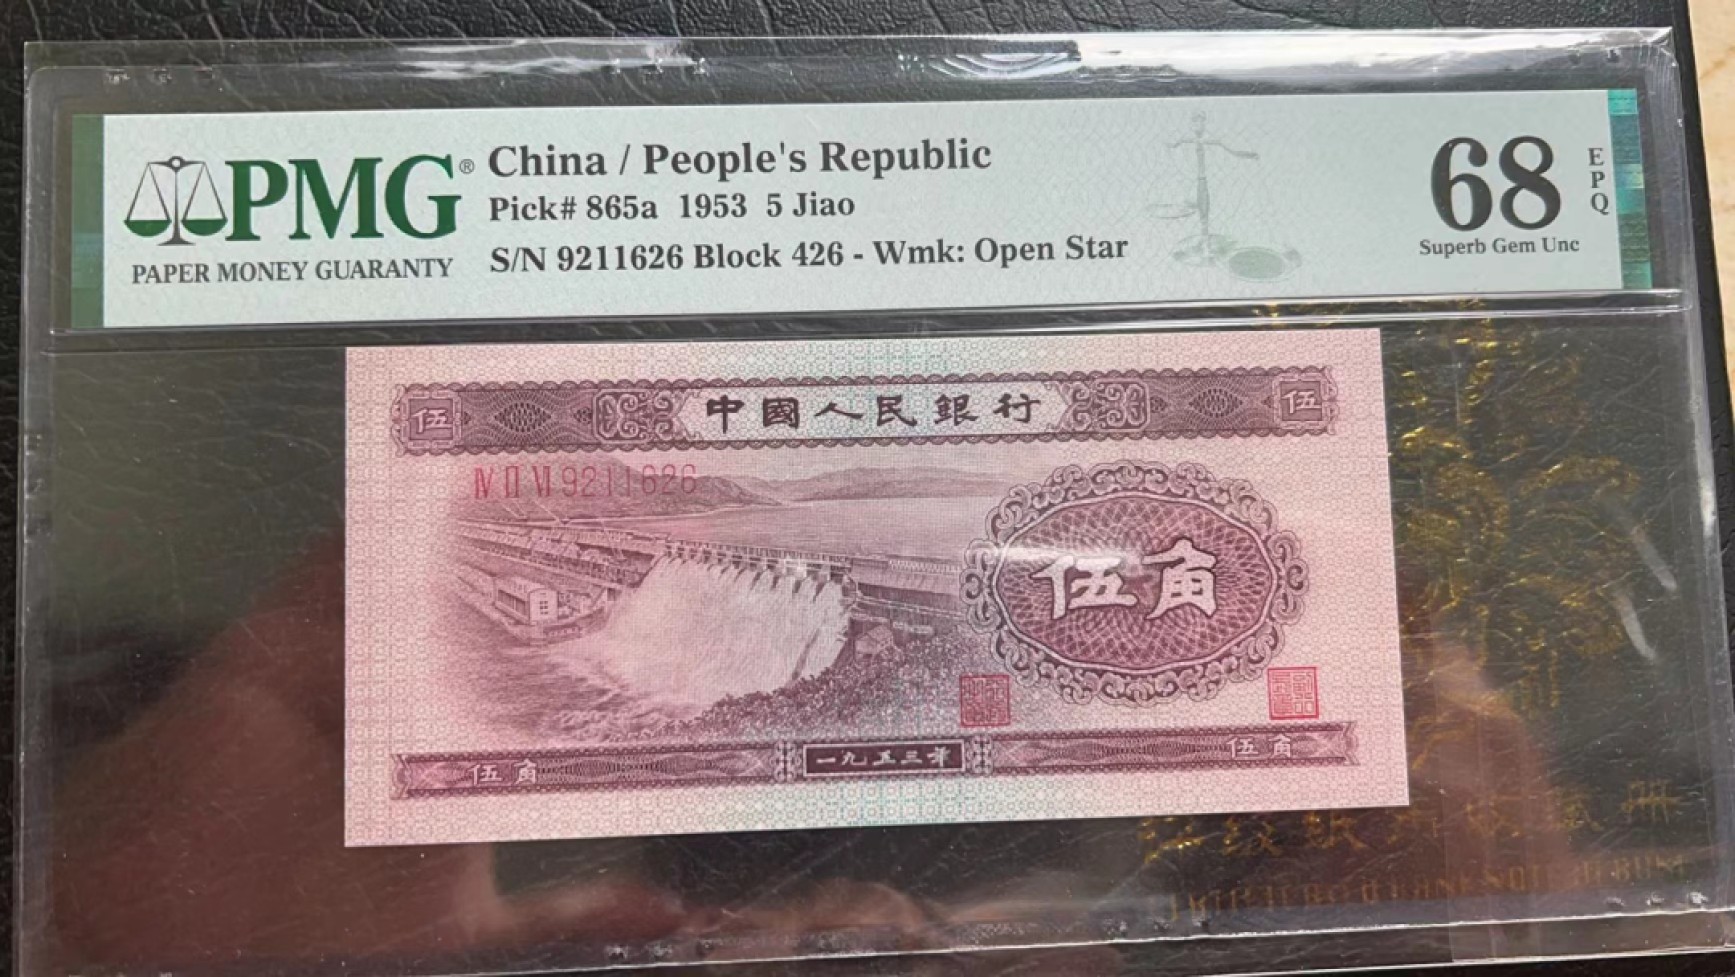 PMG®
PAPER MONEY GUARANTY
China / People's Republic
Pick# 865a 1953 5 Jiao
S/N 9211626 Block 426 - Wmk: Open Star
68
EPQ
Superb Gem Unc
伍 中國人民銀行 伍
Ⅳ Ⅱ Ⅵ 9211626
伍角
伍角 一九五三年 伍角